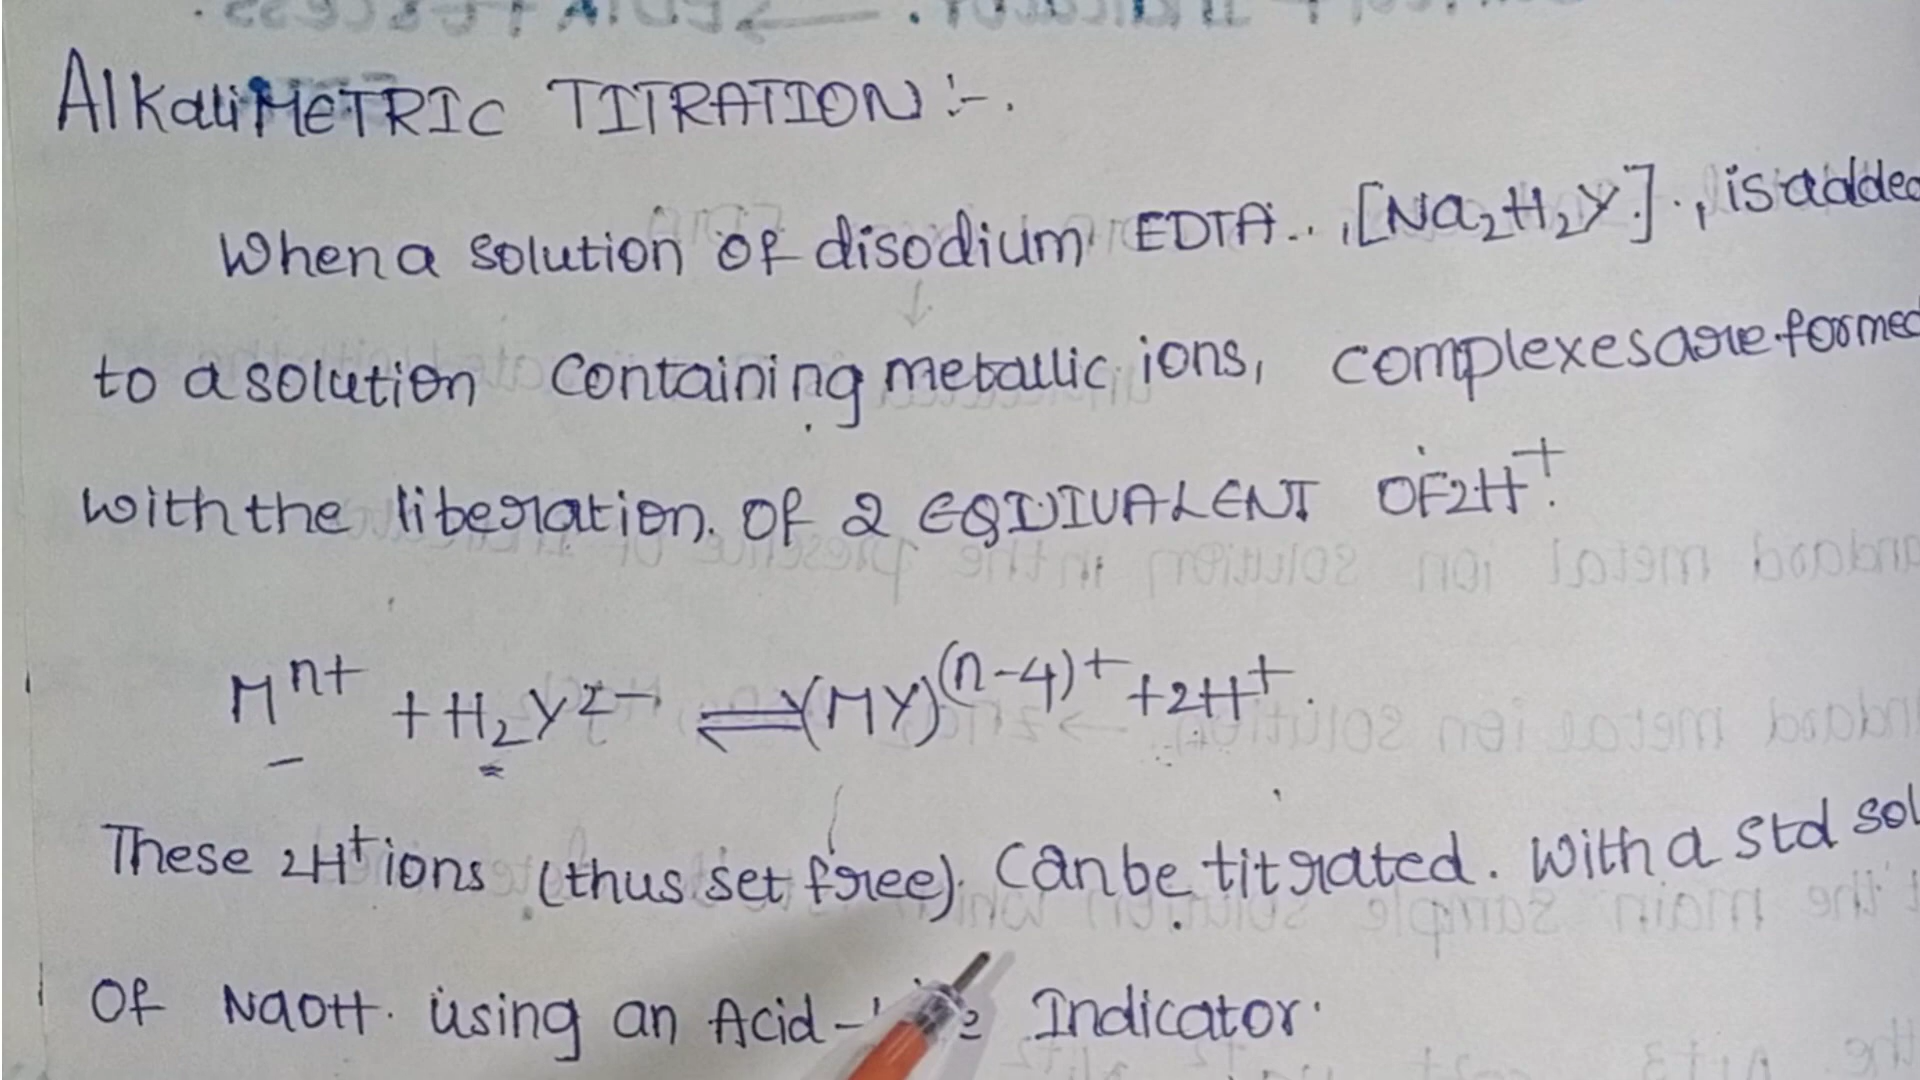 AlkaliMETRIC TITRATION :-.
When a solution of disodium EDTA.. , [Na₂H₂Y]., is added
to a solution Containing metallic ions, complexes are formed
with the liberation. Of 2 EQUIVALENT OF 2H⁺.
Mⁿ⁺ + H₂Y²⁻ ⇌ (MY)⁽ⁿ⁻⁴⁾⁺ + 2H⁺.
These 2H⁺ ions (thus set free). Can be titrated. With a std sol
Of NaOH. using an Acid - Indicator.